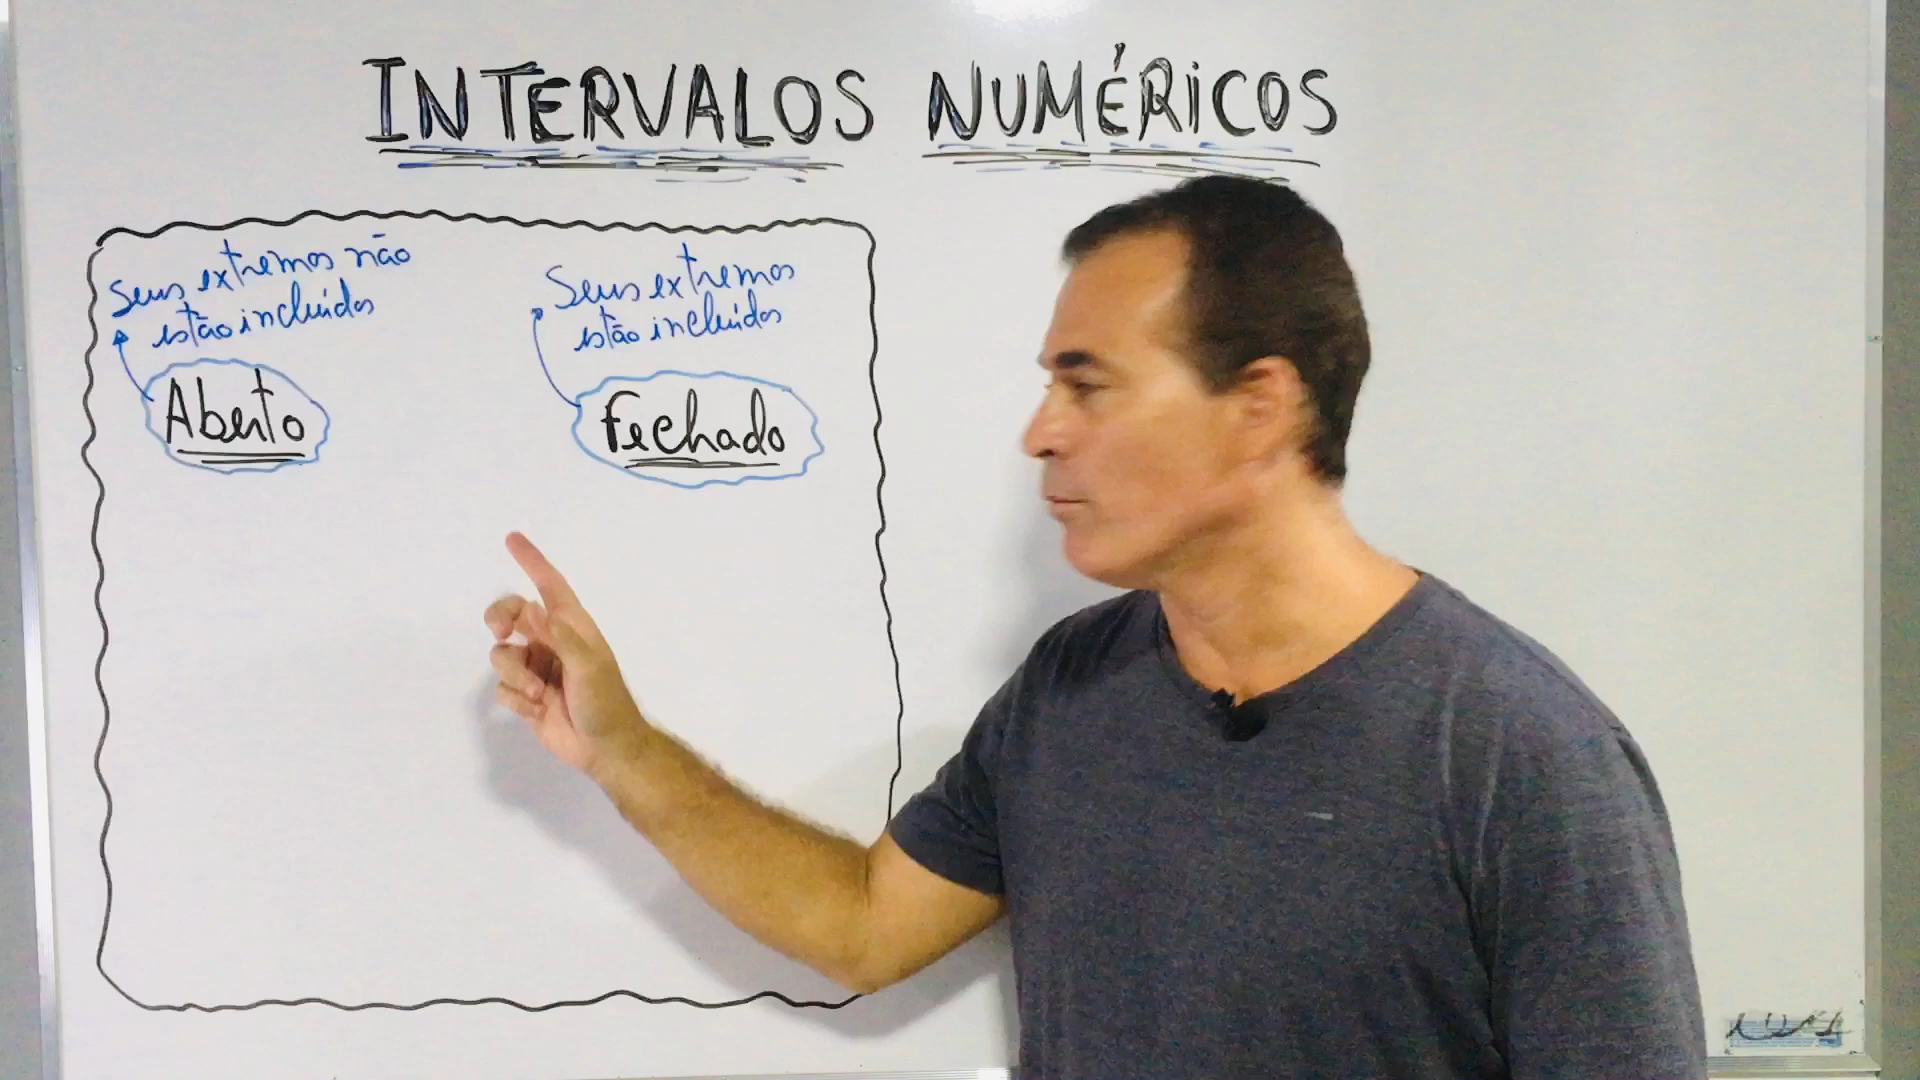 INTERVALOS NUMÉRICOS
Seus extremos não
estão incluídos
Aberto
Seus extremos
estão incluídos
Fechado